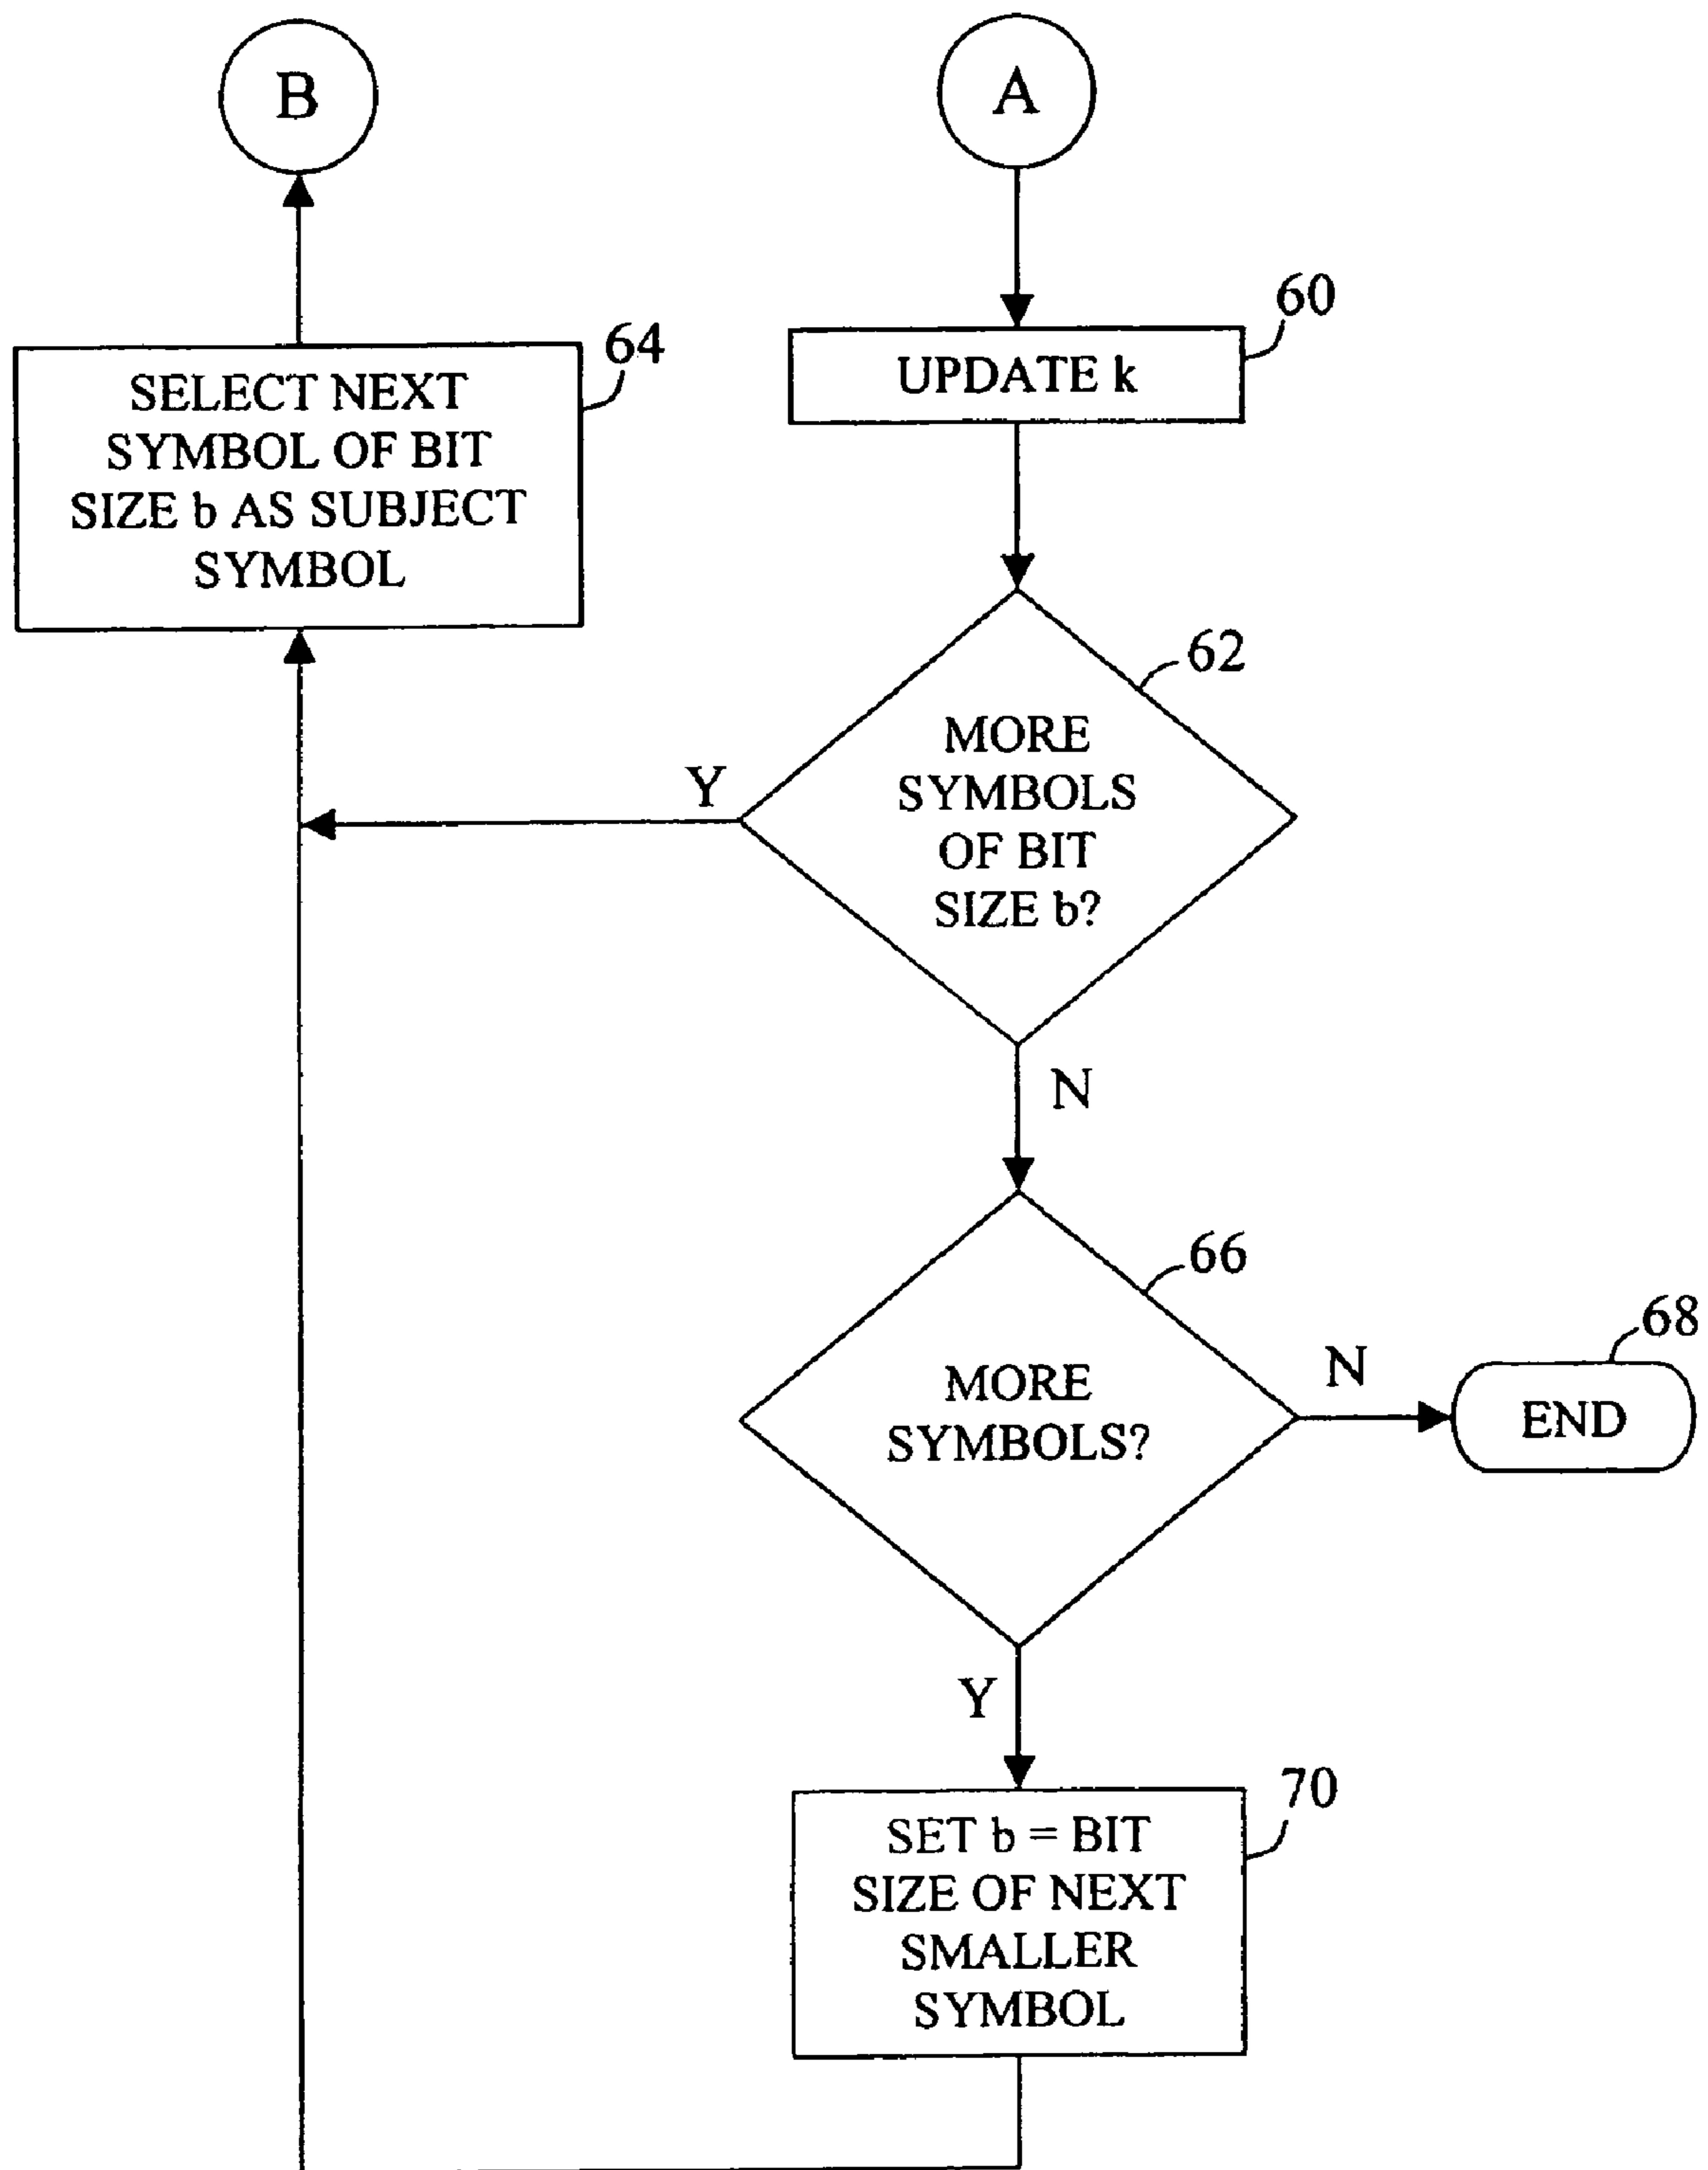 B
A
60
UPDATE k
64
SELECT NEXT
SYMBOL OF BIT
SIZE b AS SUBJECT
SYMBOL
62
MORE
SYMBOLS
OF BIT
SIZE b?
Y
N
66
MORE
SYMBOLS?
N
68
END
Y
70
SET b = BIT
SIZE OF NEXT
SMALLER
SYMBOL